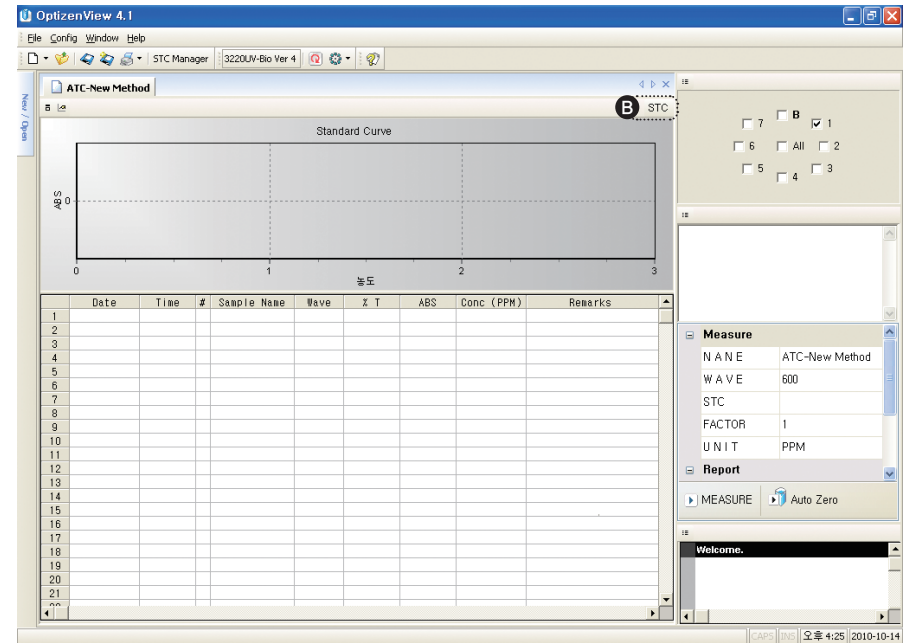 OptizenView 4.1
File Config Window Help
STC Manager 3220UV-Bio Ver 4
New / Open
ATC-New Method
B STC
Standard Curve
ABS
0
0 1 2 3
농도
Date Time # Sample Name Wave % T ABS Conc (PPM) Remarks
1
2
3
4
5
6
7
8
9
10
11
12
13
14
15
16
17
18
19
20
21
22
B
7 1
6 All 2
5 3
4
Measure
N A N E ATC-New Method
W A V E 600
STC
FACTOR 1
U N I T PPM
Report
MEASURE Auto Zero
Welcome.
CAPS INS 오후 4:25 2010-10-14